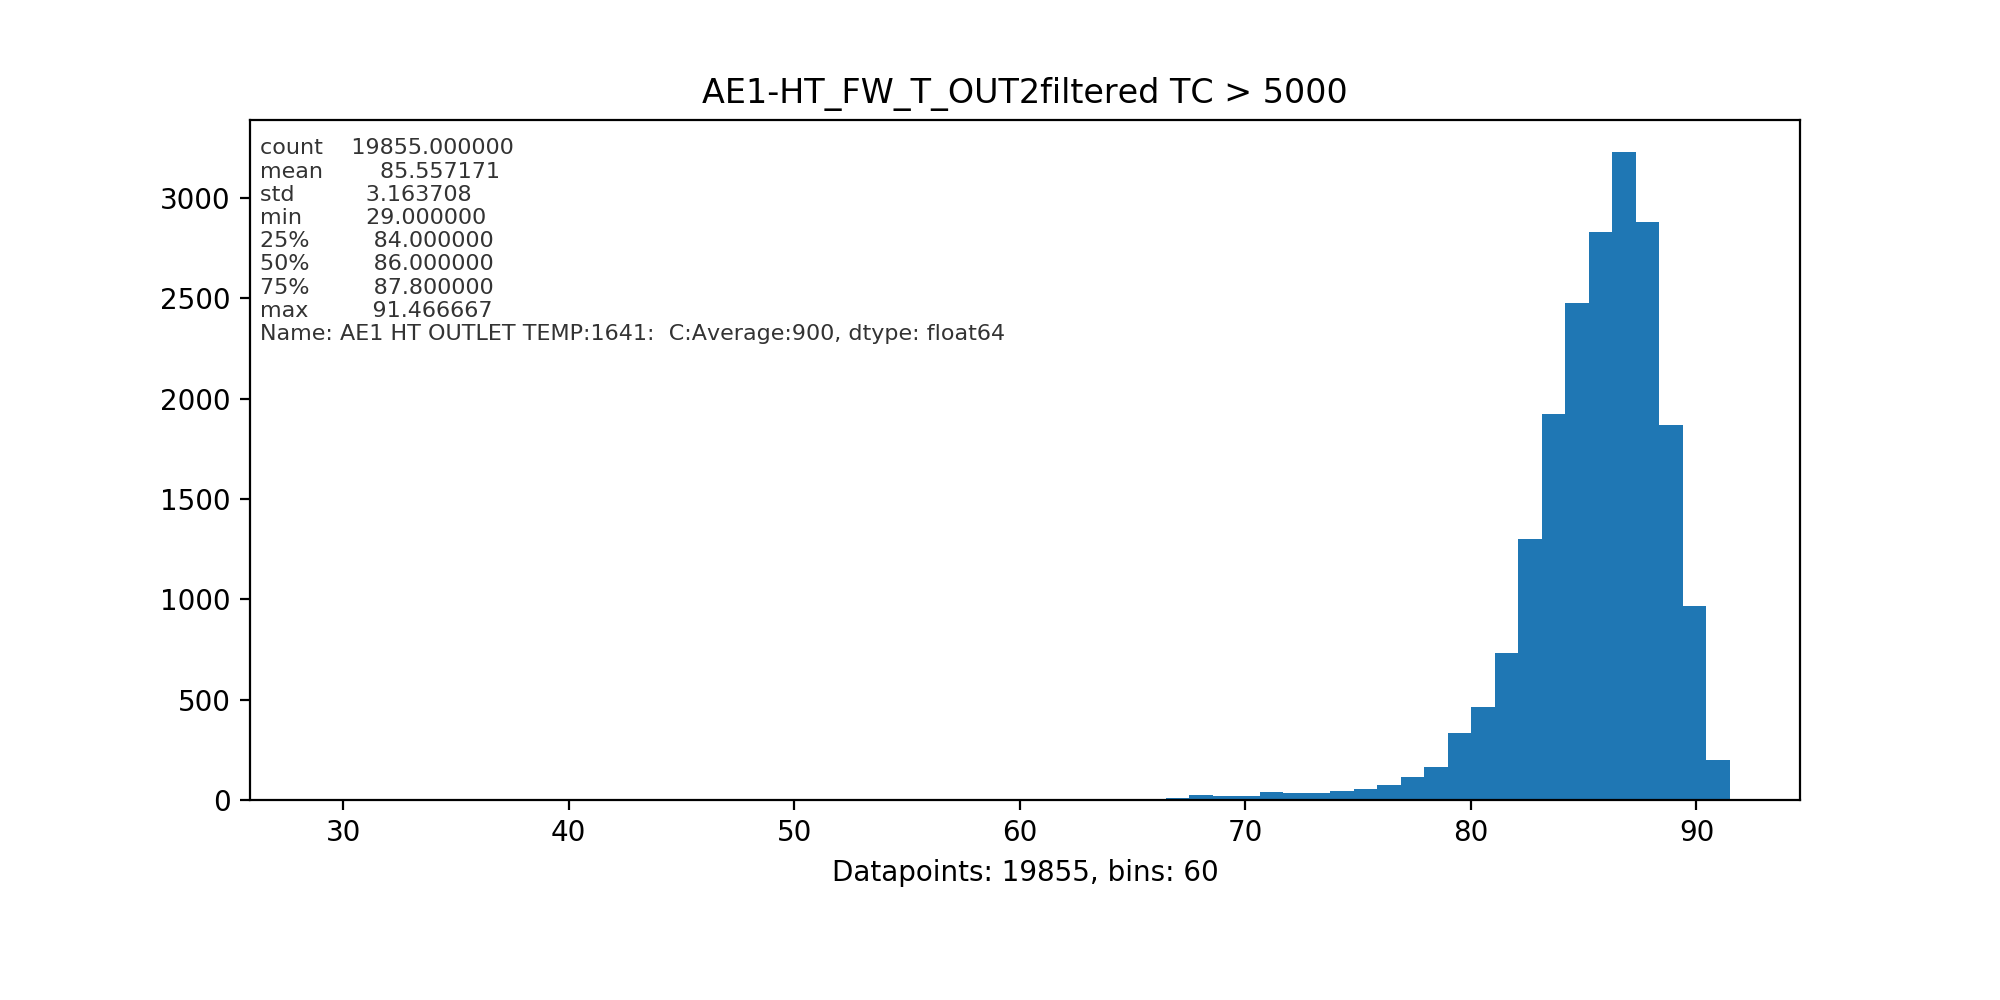 AE1-HT_FW_T_OUT2filtered TC > 5000
count 19855.000000
mean 85.557171
std 3.163708
min 29.000000
25% 84.000000
50% 86.000000
75% 87.800000
max 91.466667
Name: AE1 HT OUTLET TEMP:1641:  C:Average:900, dtype: float64
3000
2500
2000
1500
1000
500
0
30 40 50 60 70 80 90
Datapoints: 19855, bins: 60